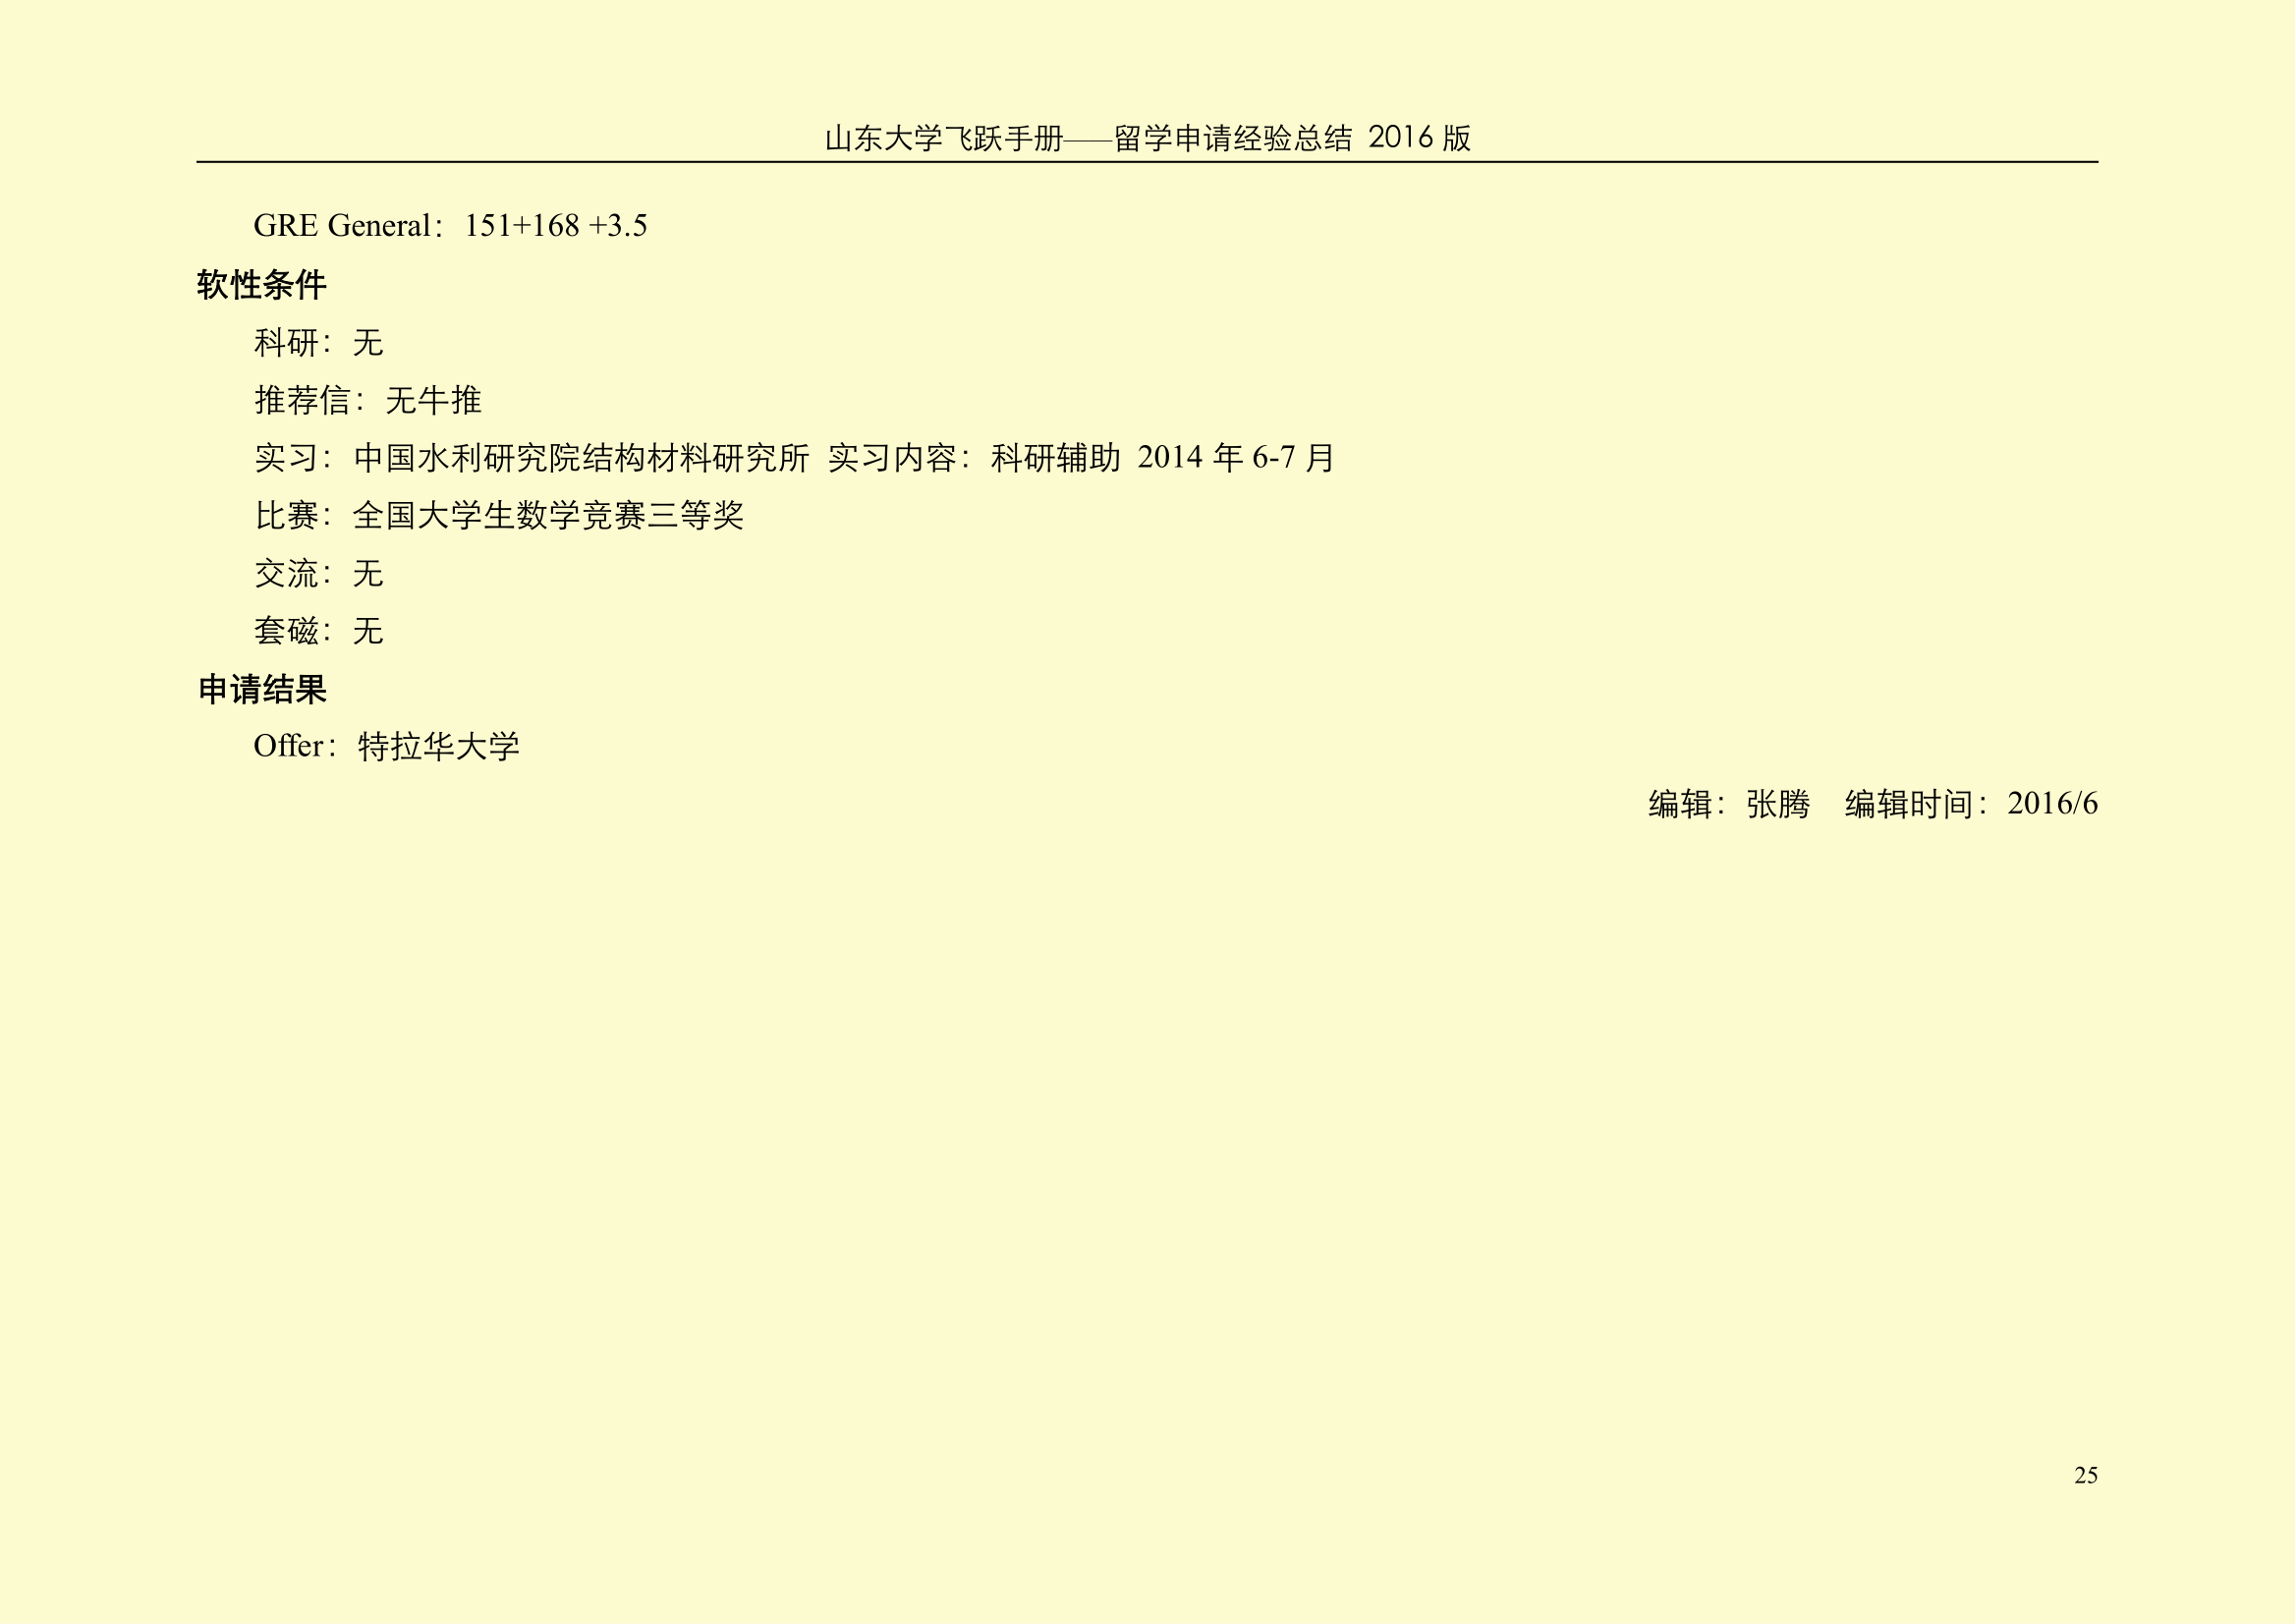 山东大学飞跃手册——留学申请经验总结 2016 版
GRE General：151+168 +3.5
软性条件
科研：无
推荐信：无牛推
实习：中国水利研究院结构材料研究所 实习内容：科研辅助 2014 年 6-7 月
比赛：全国大学生数学竞赛三等奖
交流：无
套磁：无
申请结果
Offer：特拉华大学
编辑：张腾 编辑时间：2016/6
25